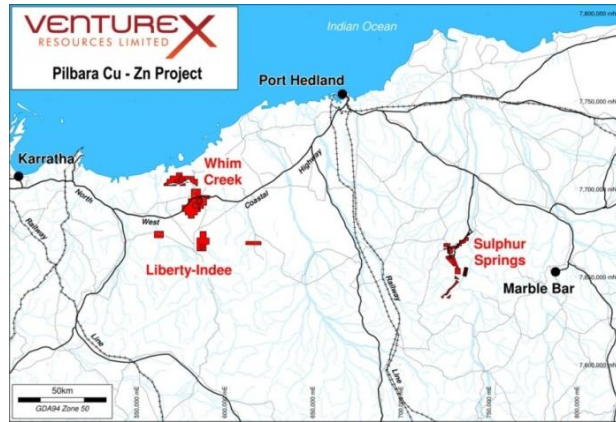 VENTUREX
RESOURCES LIMITED
Pilbara Cu - Zn Project
Indian Ocean
7,800,000 mN
Port Hedland
7,750,000 mN
Karratha
Whim
Creek
7,700,000 mN
North
West
Coastal
Highway
Railway
Line
Liberty-Indee
Sulphur
Springs
Marble Bar
7,650,000 mN
Railway
Line
7,600,000 mN
50km
GDA94 Zone 50
550,000 mE
600,000 mE
650,000 mE
700,000 mE
750,000 mE
800,000 mE